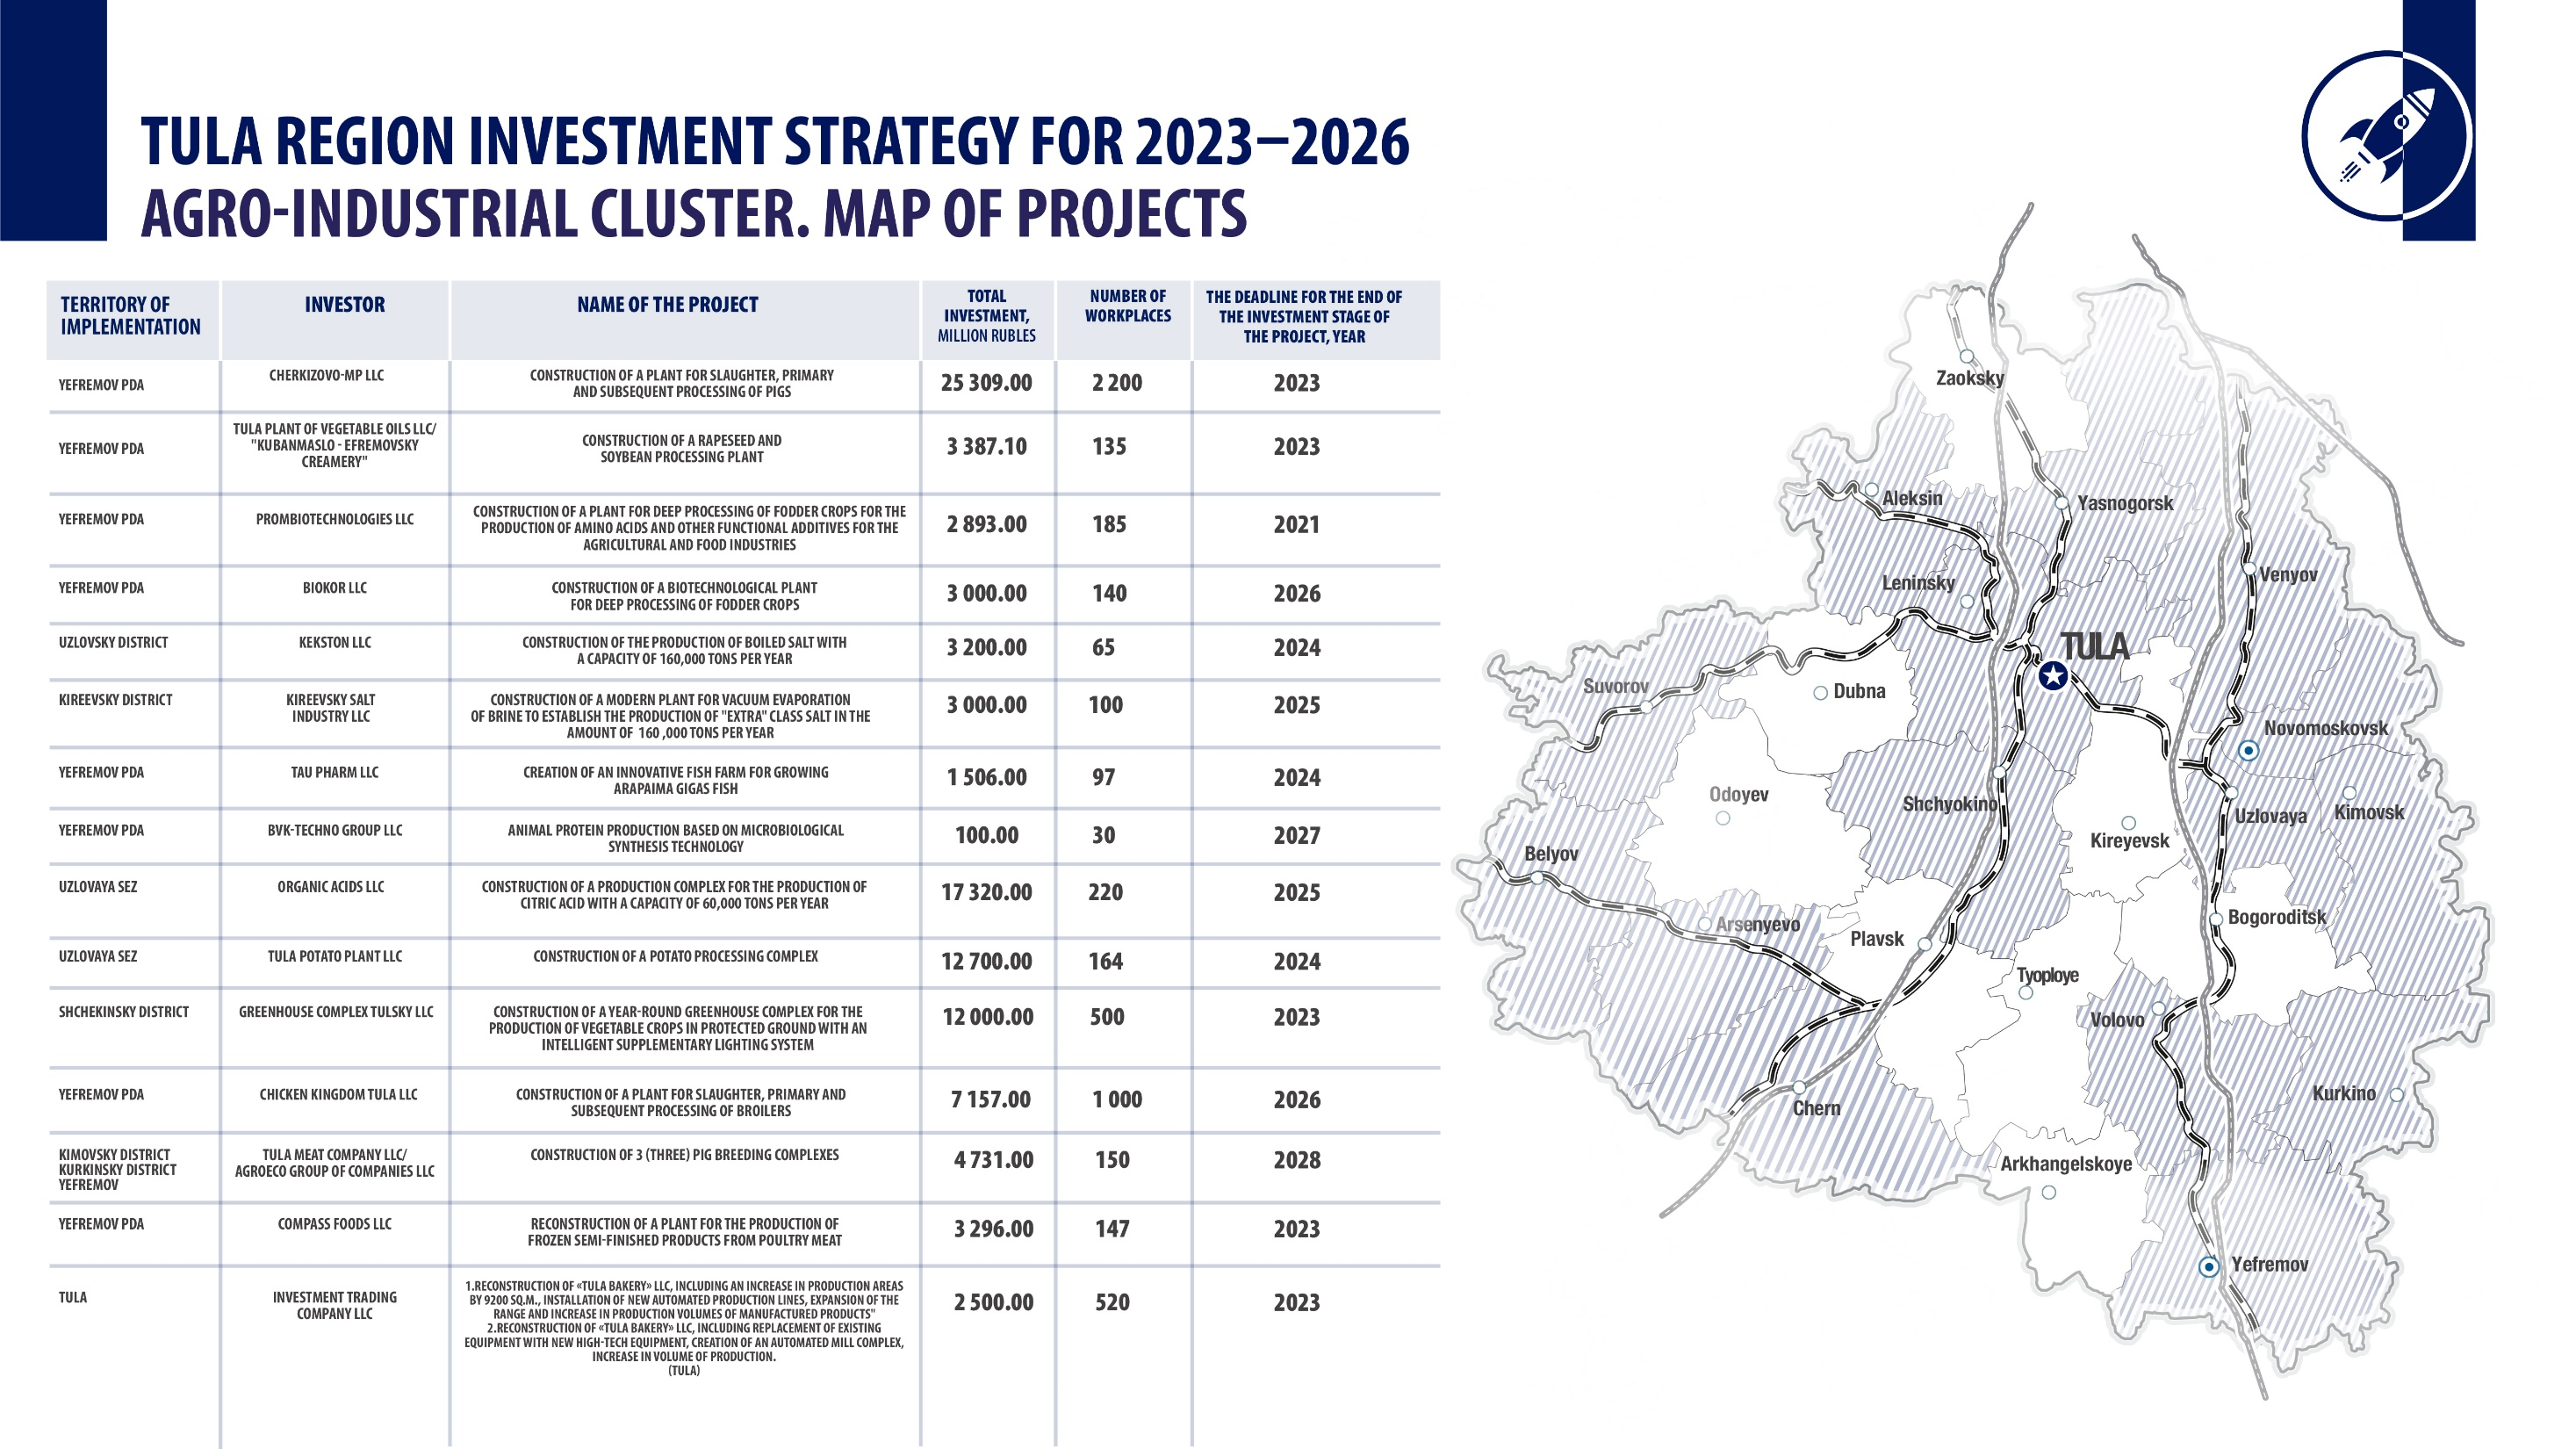 TULA REGION INVESTMENT STRATEGY FOR 2023–2026
AGRO-INDUSTRIAL CLUSTER. MAP OF PROJECTS
TERRITORY OF
IMPLEMENTATION
INVESTOR
NAME OF THE PROJECT
TOTAL
INVESTMENT,
MILLION RUBLES
NUMBER OF
WORKPLACES
THE DEADLINE FOR THE END OF
THE INVESTMENT STAGE OF
THE PROJECT, YEAR
YEFREMOV PDA
CHERKIZOVO-MP LLC
CONSTRUCTION OF A PLANT FOR SLAUGHTER, PRIMARY
AND SUBSEQUENT PROCESSING OF PIGS
25 309.00
2 200
2023
YEFREMOV PDA
TULA PLANT OF VEGETABLE OILS LLC/
"KUBANMASLO - EFREMOVSKY
CREAMERY"
CONSTRUCTION OF A RAPESEED AND
SOYBEAN PROCESSING PLANT
3 387.10
135
2023
YEFREMOV PDA
PROMBIOTECHNOLOGIES LLC
CONSTRUCTION OF A PLANT FOR DEEP PROCESSING OF FODDER CROPS FOR THE
PRODUCTION OF AMINO ACIDS AND OTHER FUNCTIONAL ADDITIVES FOR THE
AGRICULTURAL AND FOOD INDUSTRIES
2 893.00
185
2021
YEFREMOV PDA
BIOKOR LLC
CONSTRUCTION OF A BIOTECHNOLOGICAL PLANT
FOR DEEP PROCESSING OF FODDER CROPS
3 000.00
140
2026
UZLOVSKY DISTRICT
KEKSTON LLC
CONSTRUCTION OF THE PRODUCTION OF BOILED SALT WITH
A CAPACITY OF 160,000 TONS PER YEAR
3 200.00
65
2024
KIREEVSKY DISTRICT
KIREEVSKY SALT
INDUSTRY LLC
CONSTRUCTION OF A MODERN PLANT FOR VACUUM EVAPORATION
OF BRINE TO ESTABLISH THE PRODUCTION OF "EXTRA" CLASS SALT IN THE
AMOUNT OF 160 ,000 TONS PER YEAR
3 000.00
100
2025
YEFREMOV PDA
TAU PHARM LLC
CREATION OF AN INNOVATIVE FISH FARM FOR GROWING
ARAPAIMA GIGAS FISH
1 506.00
97
2024
YEFREMOV PDA
BVK-TECHNO GROUP LLC
ANIMAL PROTEIN PRODUCTION BASED ON MICROBIOLOGICAL
SYNTHESIS TECHNOLOGY
100.00
30
2027
UZLOVAYA SEZ
ORGANIC ACIDS LLC
CONSTRUCTION OF A PRODUCTION COMPLEX FOR THE PRODUCTION OF
CITRIC ACID WITH A CAPACITY OF 60,000 TONS PER YEAR
17 320.00
220
2025
UZLOVAYA SEZ
TULA POTATO PLANT LLC
CONSTRUCTION OF A POTATO PROCESSING COMPLEX
12 700.00
164
2024
SHCHEKINSKY DISTRICT
GREENHOUSE COMPLEX TULSKY LLC
CONSTRUCTION OF A YEAR-ROUND GREENHOUSE COMPLEX FOR THE
PRODUCTION OF VEGETABLE CROPS IN PROTECTED GROUND WITH AN
INTELLIGENT SUPPLEMENTARY LIGHTING SYSTEM
12 000.00
500
2023
YEFREMOV PDA
CHICKEN KINGDOM TULA LLC
CONSTRUCTION OF A PLANT FOR SLAUGHTER, PRIMARY AND
SUBSEQUENT PROCESSING OF BROILERS
7 157.00
1 000
2026
KIMOVSKY DISTRICT
KURKINSKY DISTRICT
YEFREMOV
TULA MEAT COMPANY LLC/
AGROECO GROUP OF COMPANIES LLC
CONSTRUCTION OF 3 (THREE) PIG BREEDING COMPLEXES
4 731.00
150
2028
YEFREMOV PDA
COMPASS FOODS LLC
RECONSTRUCTION OF A PLANT FOR THE PRODUCTION OF
FROZEN SEMI-FINISHED PRODUCTS FROM POULTRY MEAT
3 296.00
147
2023
TULA
INVESTMENT TRADING
COMPANY LLC
1.RECONSTRUCTION OF «TULA BAKERY» LLC, INCLUDING AN INCREASE IN PRODUCTION AREAS
BY 9200 SQ.M., INSTALLATION OF NEW AUTOMATED PRODUCTION LINES, EXPANSION OF THE
RANGE AND INCREASE IN PRODUCTION VOLUMES OF MANUFACTURED PRODUCTS"
2.RECONSTRUCTION OF «TULA BAKERY» LLC, INCLUDING REPLACEMENT OF EXISTING
EQUIPMENT WITH NEW HIGH-TECH EQUIPMENT, CREATION OF AN AUTOMATED MILL COMPLEX,
INCREASE IN VOLUME OF PRODUCTION.
(TULA)
2 500.00
520
2023
Zaoksky
Aleksin
Yasnogorsk
Leninsky
Venyov
TULA
Suvorov
Dubna
Novomoskovsk
Odoyev
Shchyokino
Uzlovaya
Kimovsk
Kireyevsk
Belyov
Arsenyevo
Plavsk
Bogoroditsk
Tyoploye
Volovo
Kurkino
Chern
Arkhangelskoye
Yefremov